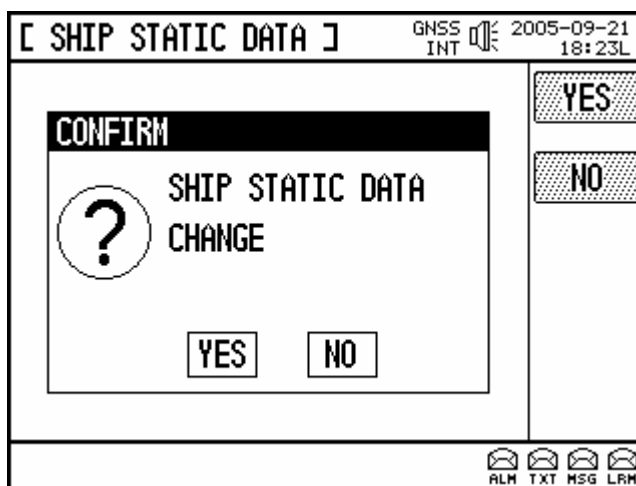 [ SHIP STATIC DATA ]
GNSS
INT
2005-09-21
18:23L
YES
NO
CONFIRM
SHIP STATIC DATA
CHANGE
YES NO
ALM TXT MSG LRM